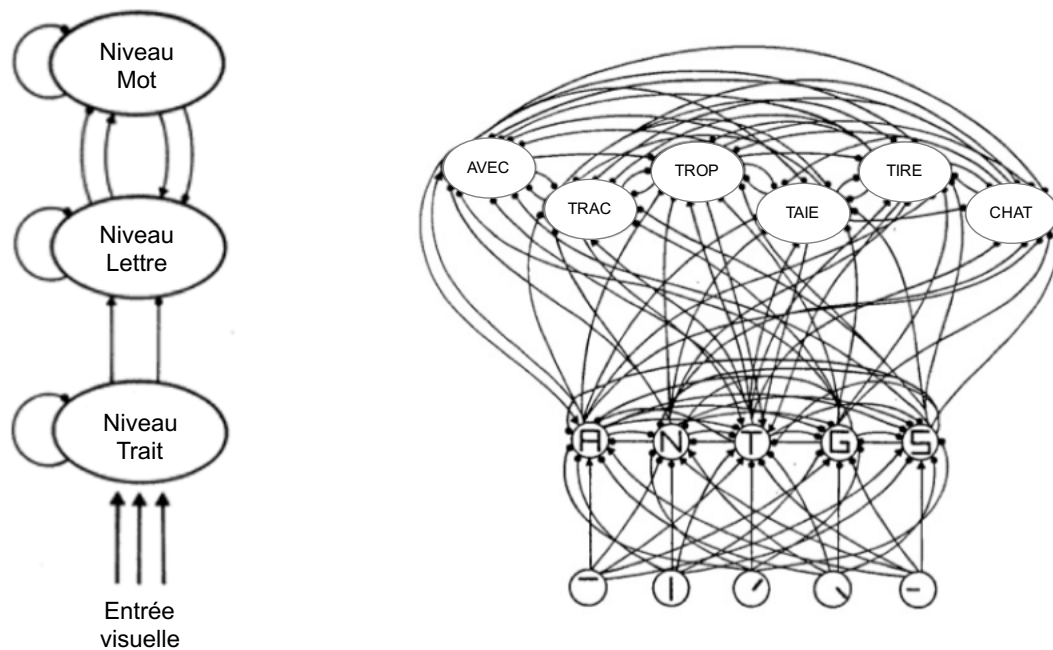 Niveau
Mot
Niveau
Lettre
Niveau
Trait
Entrée
visuelle
AVEC
TROP
TIRE
TRAC
TAIE
CHAT
A N T G S